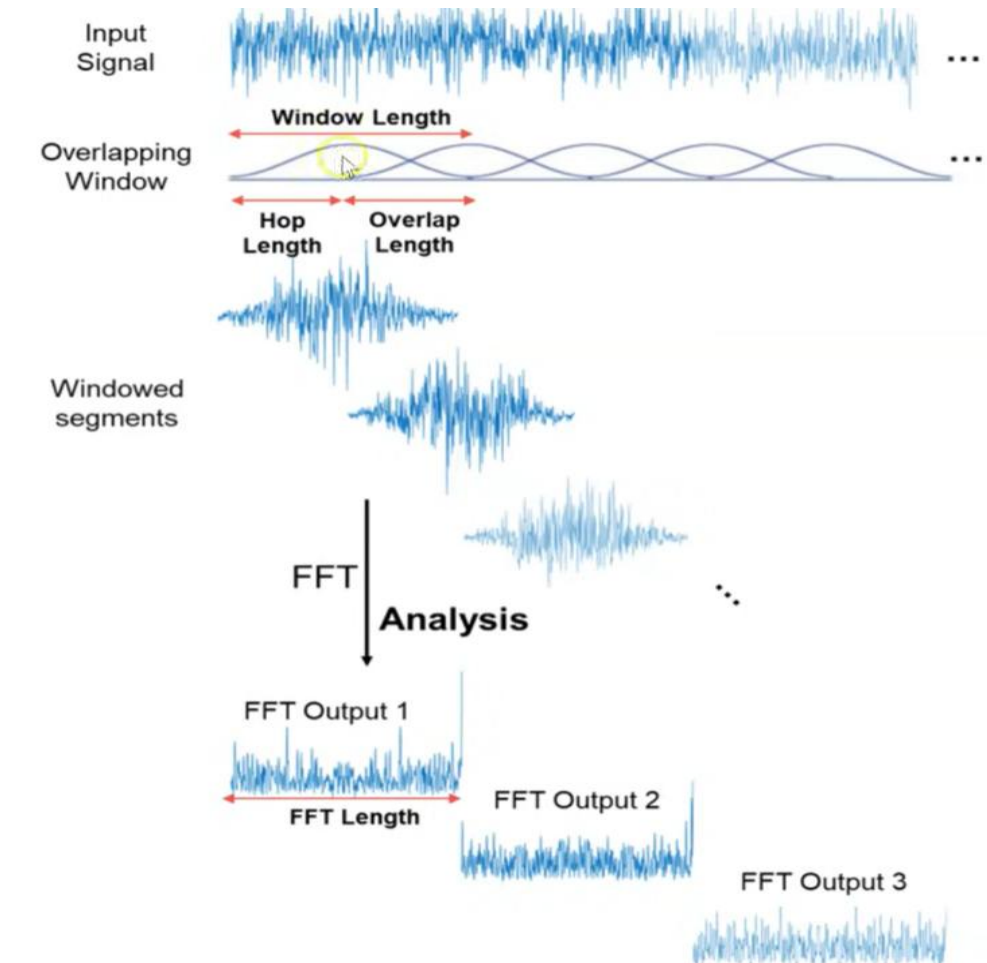 Input
Signal
...
Window Length
Overlapping
Window
...
Hop
Length
Overlap
Length
Windowed
segments
FFT
Analysis
...
FFT Output 1
FFT Length
FFT Output 2
FFT Output 3